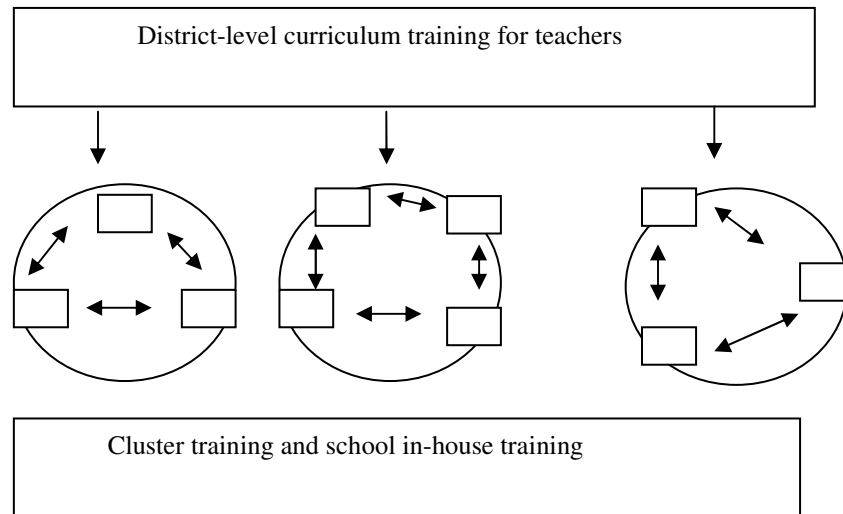 District-level curriculum training for teachers
Cluster training and school in-house training